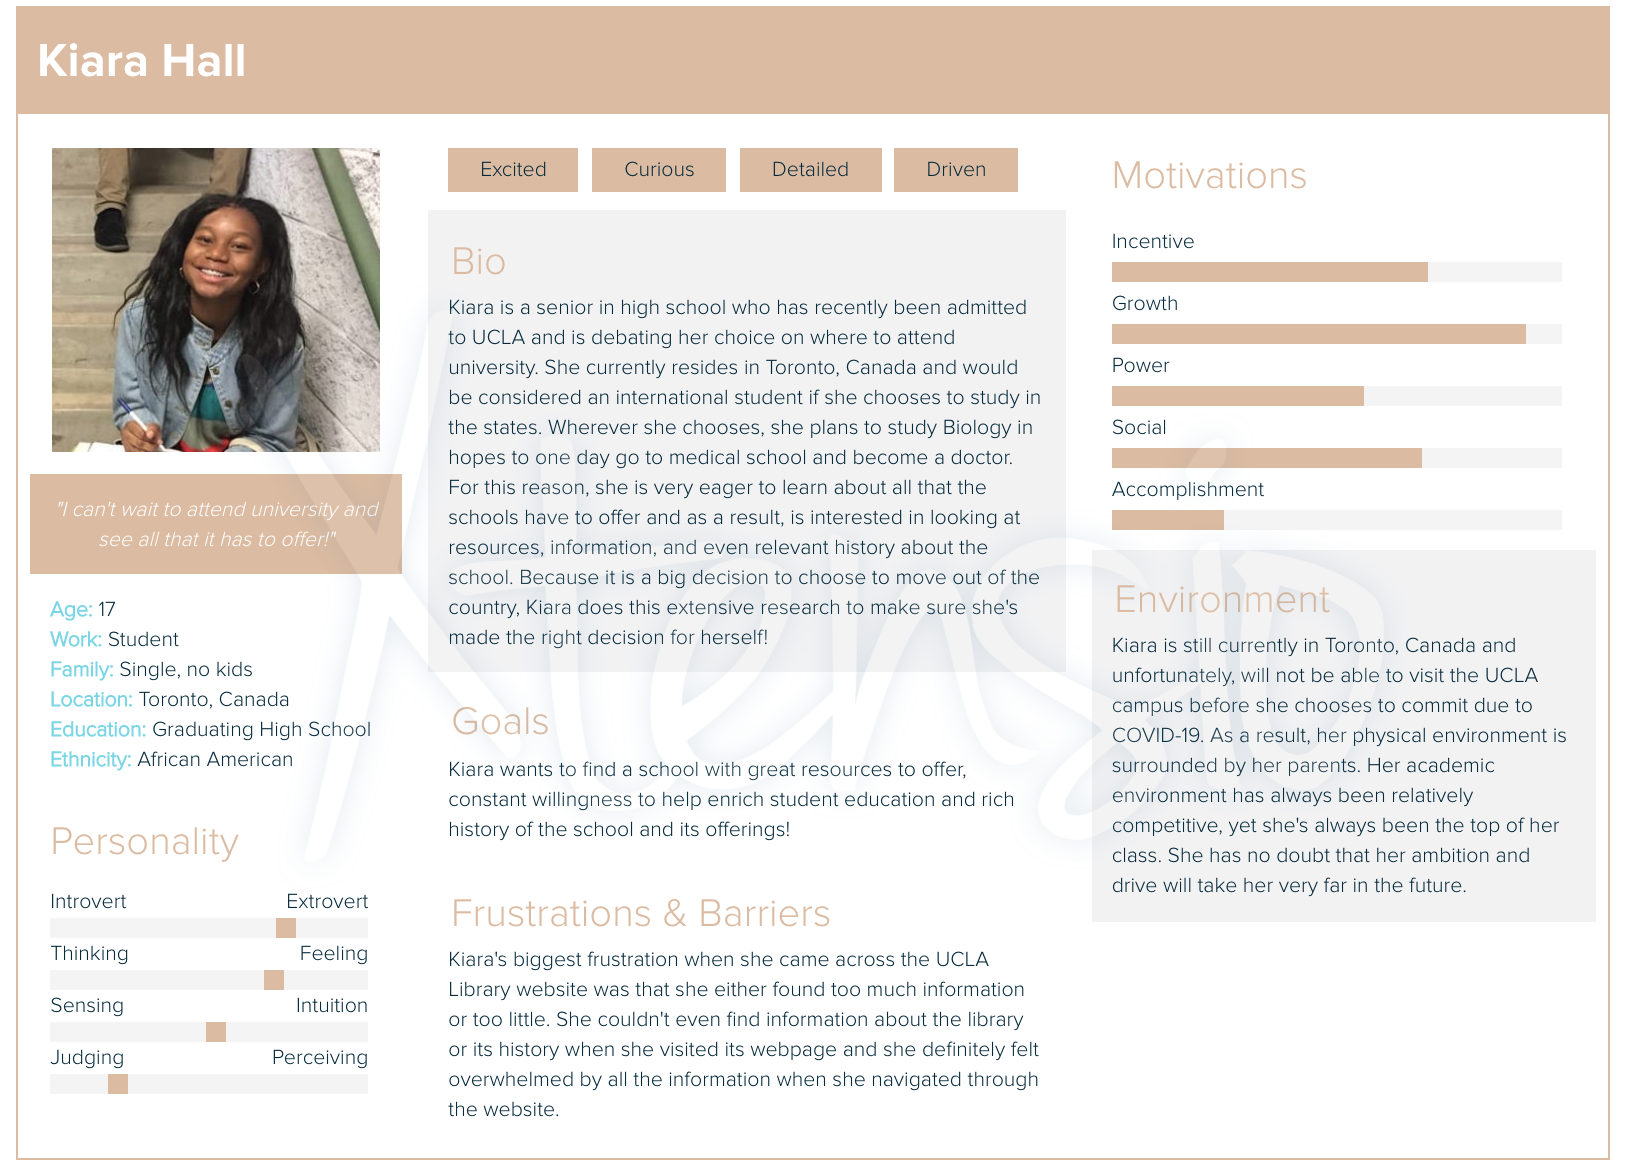 Kiara Hall
"I can't wait to attend university and
see all that it has to offer!"
Age: 17
Work: Student
Family: Single, no kids
Location: Toronto, Canada
Education: Graduating High School
Ethnicity: African American
Personality
Introvert Extrovert
Thinking Feeling
Sensing Intuition
Judging Perceiving
Excited Curious Detailed Driven
Bio
Kiara is a senior in high school who has recently been admitted
to UCLA and is debating her choice on where to attend
university. She currently resides in Toronto, Canada and would
be considered an international student if she chooses to study in
the states. Wherever she chooses, she plans to study Biology in
hopes to one day go to medical school and become a doctor.
For this reason, she is very eager to learn about all that the
schools have to offer and as a result, is interested in looking at
resources, information, and even relevant history about the
school. Because it is a big decision to choose to move out of the
country, Kiara does this extensive research to make sure she's
made the right decision for herself!
Goals
Kiara wants to find a school with great resources to offer,
constant willingness to help enrich student education and rich
history of the school and its offerings!
Frustrations & Barriers
Kiara's biggest frustration when she came across the UCLA
Library website was that she either found too much information
or too little. She couldn't even find information about the library
or its history when she visited its webpage and she definitely felt
overwhelmed by all the information when she navigated through
the website.
Motivations
Incentive
Growth
Power
Social
Accomplishment
Environment
Kiara is still currently in Toronto, Canada and
unfortunately, will not be able to visit the UCLA
campus before she chooses to commit due to
COVID-19. As a result, her physical environment is
surrounded by her parents. Her academic
environment has always been relatively
competitive, yet she's always been the top of her
class. She has no doubt that her ambition and
drive will take her very far in the future.
Xtensio